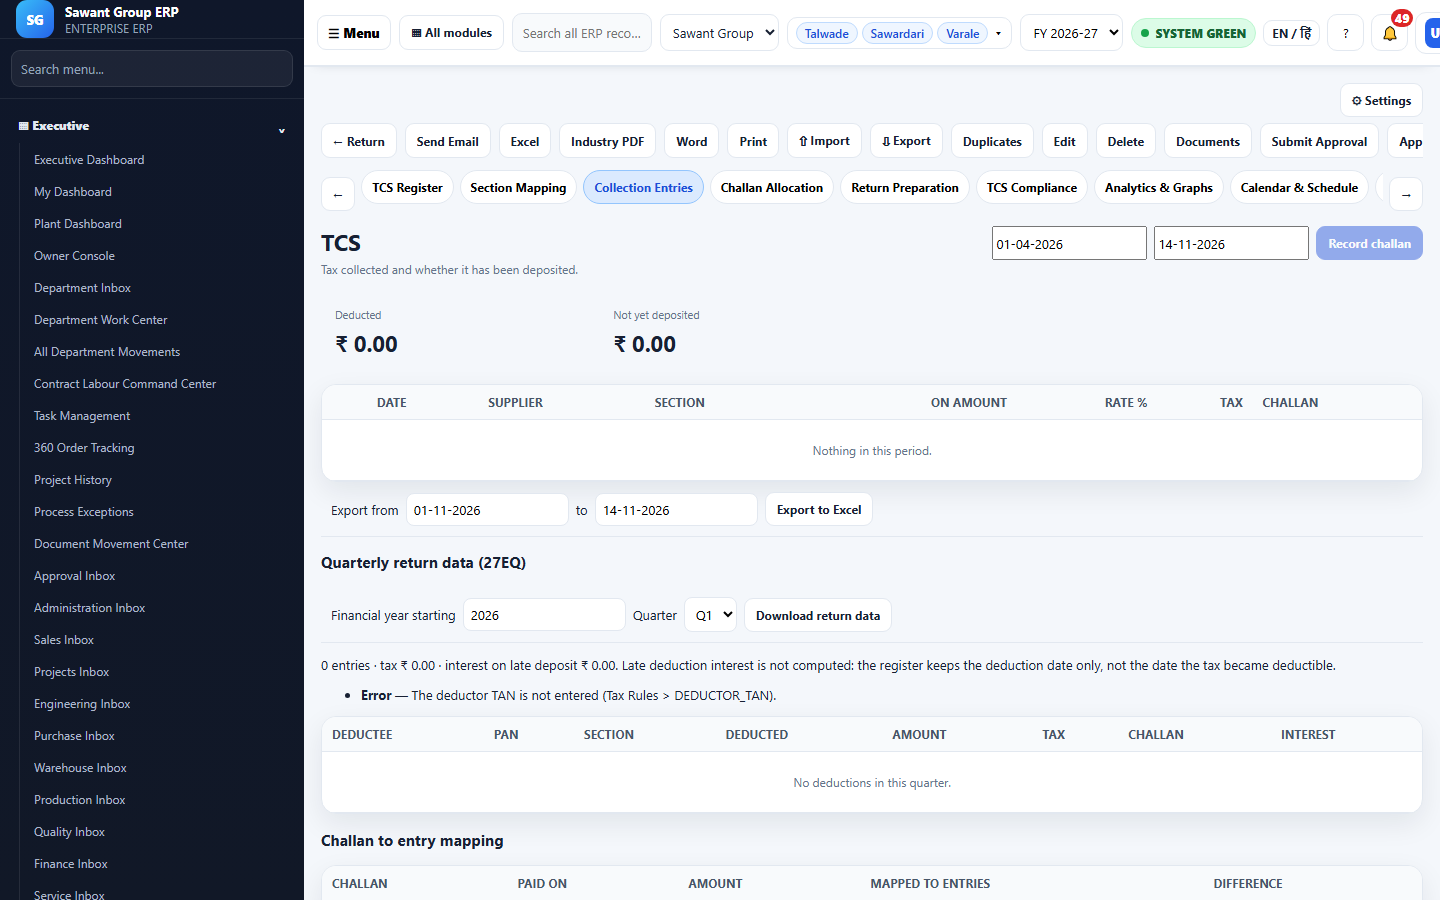 SG
Sawant Group ERP
ENTERPRISE ERP
Search menu...
Executive
Executive Dashboard
My Dashboard
Plant Dashboard
Owner Console
Department Inbox
Department Work Center
All Department Movements
Contract Labour Command Center
Task Management
360 Order Tracking
Project History
Process Exceptions
Document Movement Center
Approval Inbox
Administration Inbox
Sales Inbox
Projects Inbox
Engineering Inbox
Purchase Inbox
Warehouse Inbox
Production Inbox
Quality Inbox
Finance Inbox
Service Inbox
☰ Menu
All modules
Search all ERP reco...
Sawant Group
Talwade Sawardari Varale
FY 2026-27
SYSTEM GREEN
EN / हिं
?
49
U
Settings
← Return Send Email Excel Industry PDF Word Print ⇧ Import ⇩ Export Duplicates Edit Delete Documents Submit Approval App
← TCS Register Section Mapping Collection Entries Challan Allocation Return Preparation TCS Compliance Analytics & Graphs Calendar & Schedule →
TCS
01-04-2026 14-11-2026 Record challan
Tax collected and whether it has been deposited.
Deducted Not yet deposited
₹ 0.00 ₹ 0.00
DATE SUPPLIER SECTION ON AMOUNT RATE % TAX CHALLAN
Nothing in this period.
Export from 01-11-2026 to 14-11-2026 Export to Excel
Quarterly return data (27EQ)
Financial year starting 2026 Quarter Q1 Download return data
0 entries · tax ₹ 0.00 · interest on late deposit ₹ 0.00. Late deduction interest is not computed: the register keeps the deduction date only, not the date the tax became deductible.
• Error — The deductor TAN is not entered (Tax Rules > DEDUCTOR_TAN).
DEDUCTEE PAN SECTION DEDUCTED AMOUNT TAX CHALLAN INTEREST
No deductions in this quarter.
Challan to entry mapping
CHALLAN PAID ON AMOUNT MAPPED TO ENTRIES DIFFERENCE